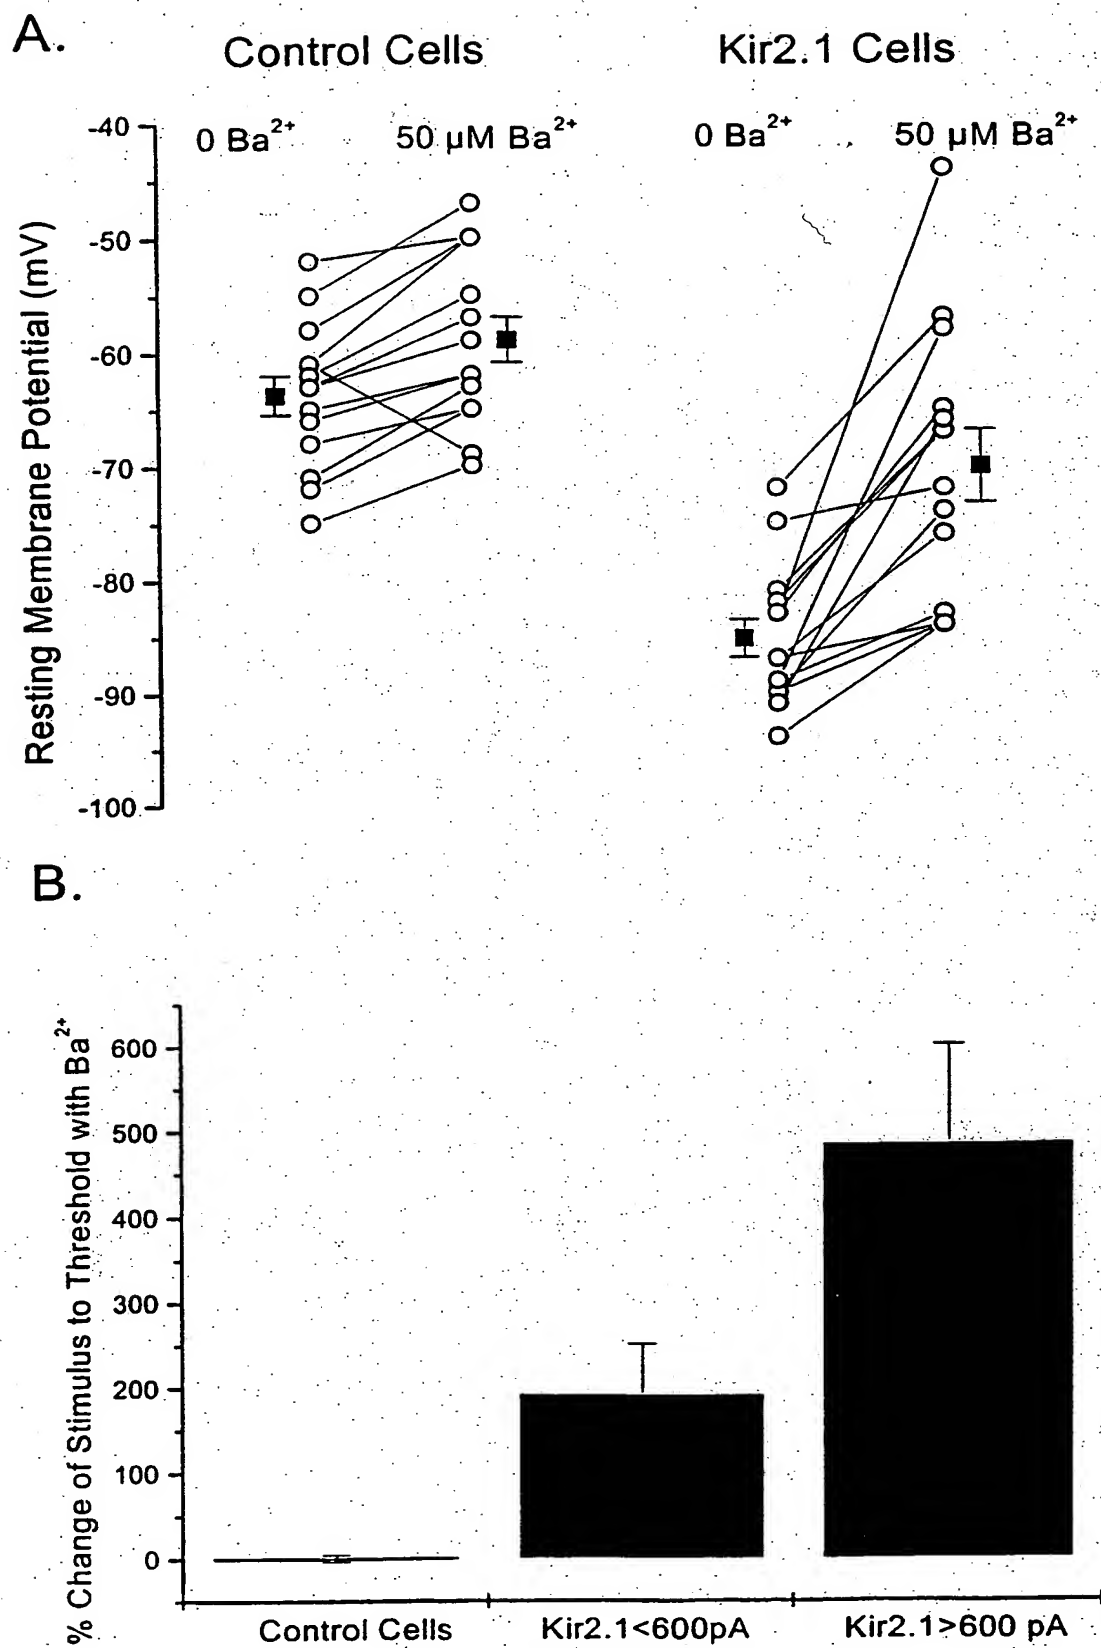 A.
Control Cells
Kir2.1 Cells
0 Ba²⁺
50 µM Ba²⁺
0 Ba²⁺
50 µM Ba²⁺
Resting Membrane Potential (mV)
-40
-50
-60
-70
-80
-90
-100
B.
% Change of Stimulus to Threshold with Ba²⁺
600
500
400
300
200
100
0
Control Cells
Kir2.1<600pA
Kir2.1>600 pA